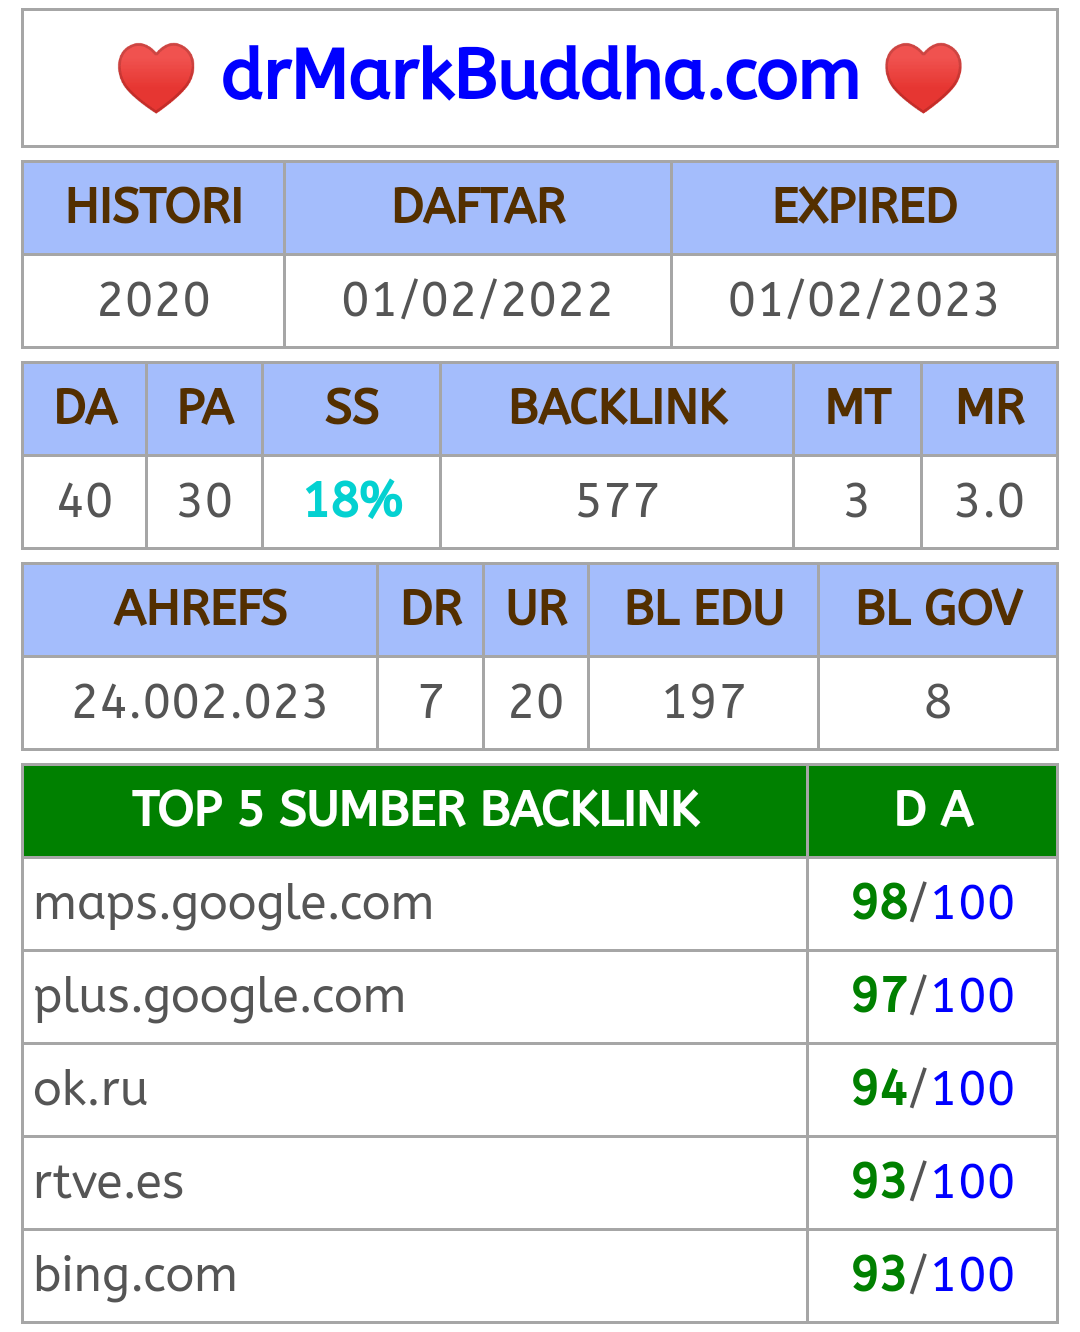 ❤️ drMarkBuddha.com ❤️
HISTORI DAFTAR EXPIRED
2020 01/02/2022 01/02/2023
DA PA SS BACKLINK MT MR
40 30 18% 577 3 3.0
AHREFS DR UR BL EDU BL GOV
24.002.023 7 20 197 8
TOP 5 SUMBER BACKLINK D A
maps.google.com 98/100
plus.google.com 97/100
ok.ru 94/100
rtve.es 93/100
bing.com 93/100